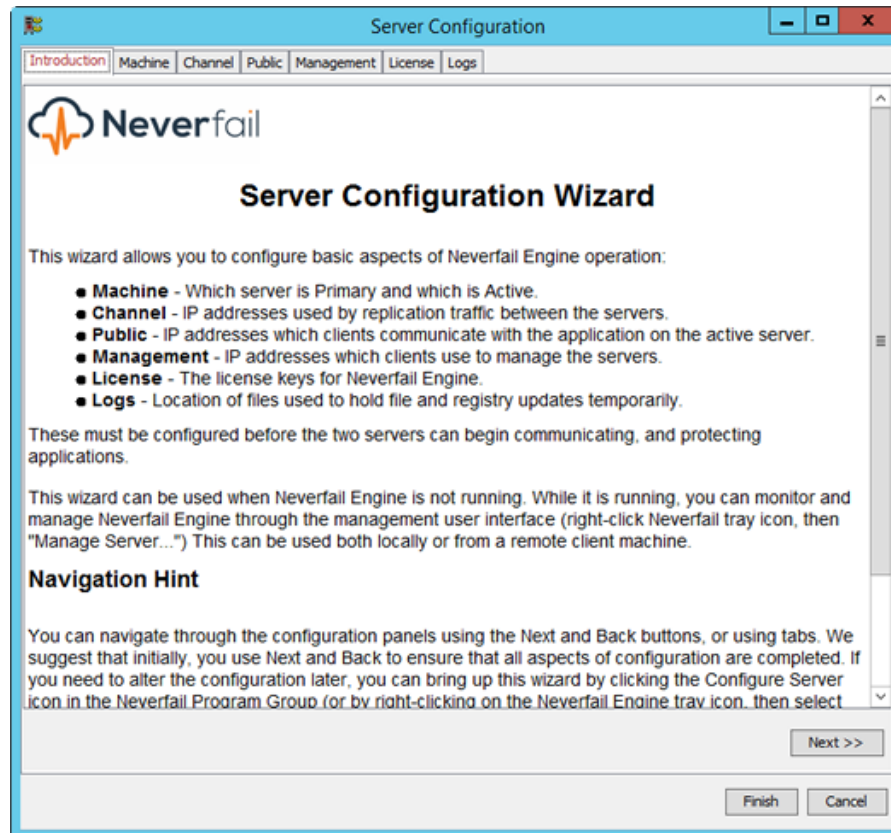 Server Configuration
Introduction Machine Channel Public Management License Logs
Neverfail
Server Configuration Wizard
This wizard allows you to configure basic aspects of Neverfail Engine operation:
● Machine - Which server is Primary and which is Active.
● Channel - IP addresses used by replication traffic between the servers.
● Public - IP addresses which clients communicate with the application on the active server.
● Management - IP addresses which clients use to manage the servers.
● License - The license keys for Neverfail Engine.
● Logs - Location of files used to hold file and registry updates temporarily.
These must be configured before the two servers can begin communicating, and protecting
applications.
This wizard can be used when Neverfail Engine is not running. While it is running, you can monitor and
manage Neverfail Engine through the management user interface (right-click Neverfail tray icon, then
"Manage Server...") This can be used both locally or from a remote client machine.
Navigation Hint
You can navigate through the configuration panels using the Next and Back buttons, or using tabs. We
suggest that initially, you use Next and Back to ensure that all aspects of configuration are completed. If
you need to alter the configuration later, you can bring up this wizard by clicking the Configure Server
icon in the Neverfail Program Group (or by right-clicking on the Neverfail Engine tray icon, then select
Next >>
Finish Cancel